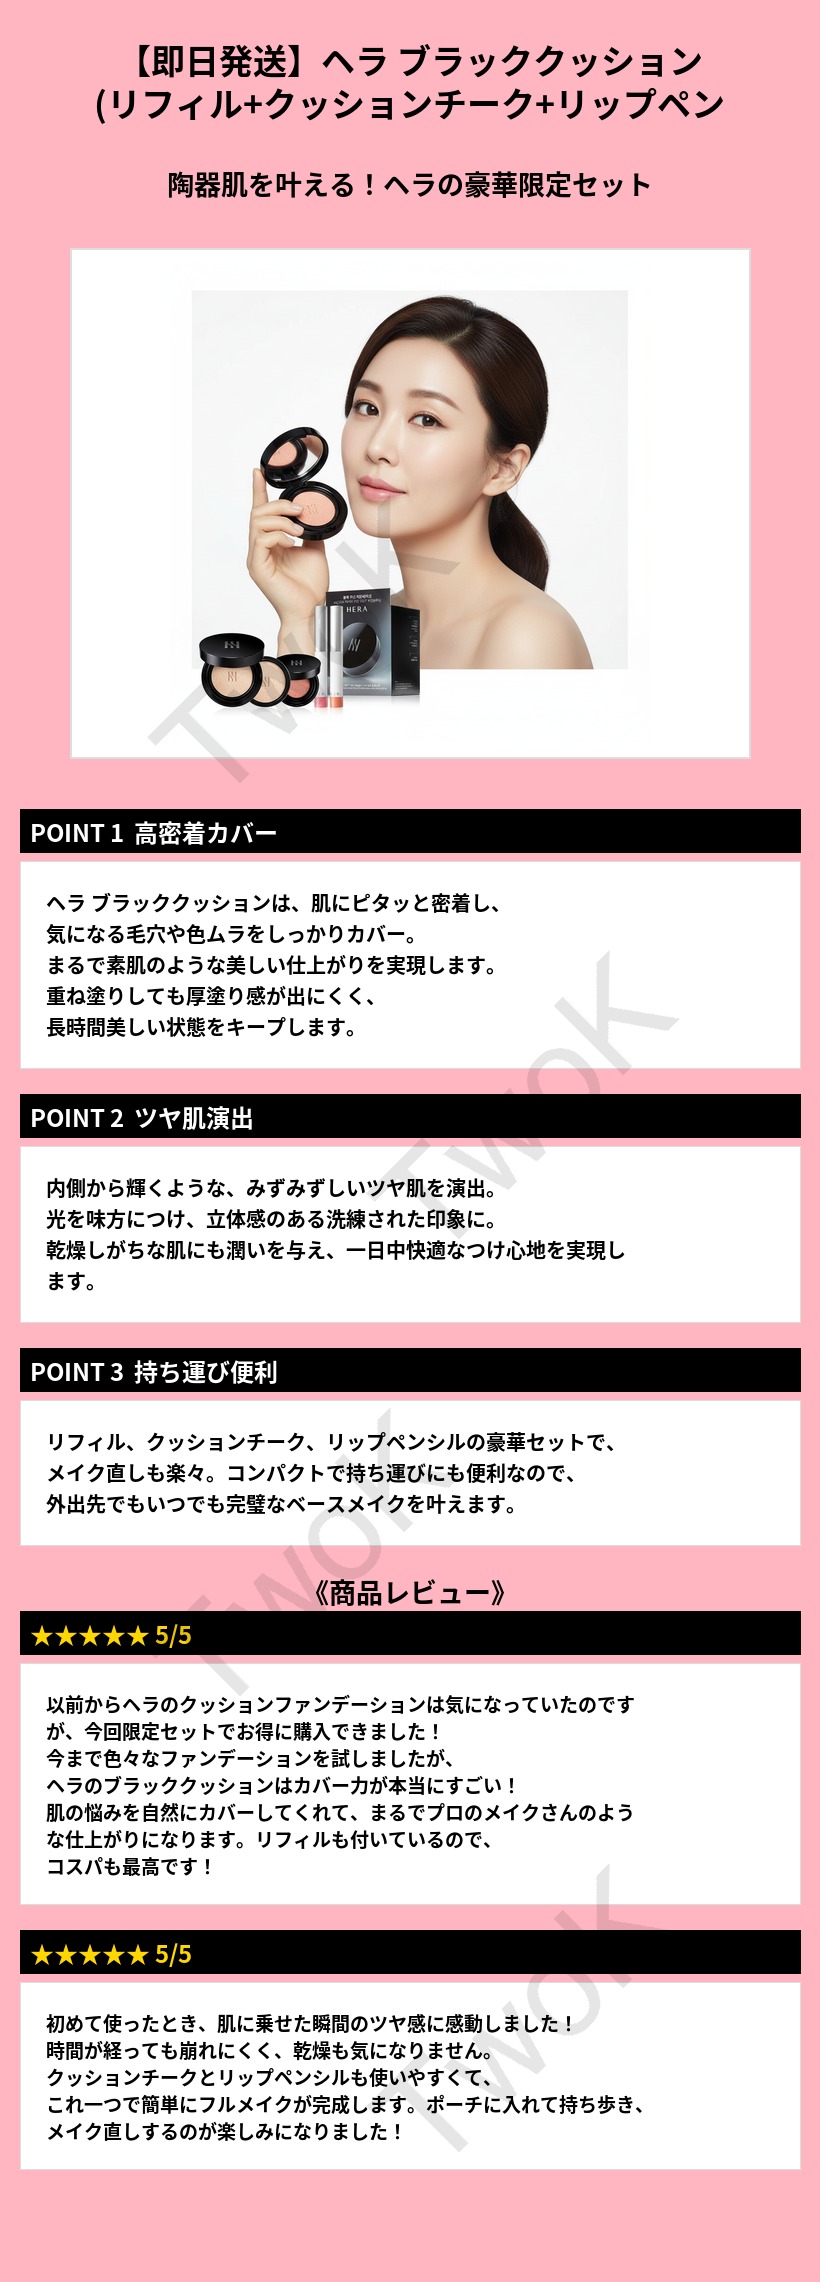 【即日発送】ヘラ ブラッククッション
(リフィル+クッションチーク+リップペン
陶器肌を叶える！ヘラの豪華限定セット
HERA
TwoK
POINT 1 高密着カバー
ヘラ ブラッククッションは、肌にピタッと密着し、
気になる毛穴や色ムラをしっかりカバー。
まるで素肌のような美しい仕上がりを実現します。
重ね塗りしても厚塗り感が出にくく、
長時間美しい状態をキープします。
TwoK
POINT 2 ツヤ肌演出
内側から輝くような、みずみずしいツヤ肌を演出。
光を味方につけ、立体感のある洗練された印象に。
乾燥しがちな肌にも潤いを与え、一日中快適なつけ心地を実現し
ます。
POINT 3 持ち運び便利
リフィル、クッションチーク、リップペンシルの豪華セットで、
メイク直しも楽々。コンパクトで持ち運びにも便利なので、
外出先でもいつでも完璧なベースメイクを叶えます。
TwoK
《商品レビュー》
★★★★★ 5/5
以前からヘラのクッションファンデーションは気になっていたのです
が、今回限定セットでお得に購入できました！
今まで色々なファンデーションを試しましたが、
ヘラのブラッククッションはカバー力が本当にすごい！
肌の悩みを自然にカバーしてくれて、まるでプロのメイクさんのよう
な仕上がりになります。リフィルも付いているので、
コスパも最高です！
★★★★★ 5/5
初めて使ったとき、肌に乗せた瞬間のツヤ感に感動しました！
時間が経っても崩れにくく、乾燥も気になりません。
クッションチークとリップペンシルも使いやすくて、
これ一つで簡単にフルメイクが完成します。ポーチに入れて持ち歩き、
メイク直しするのが楽しみになりました！
TwoK